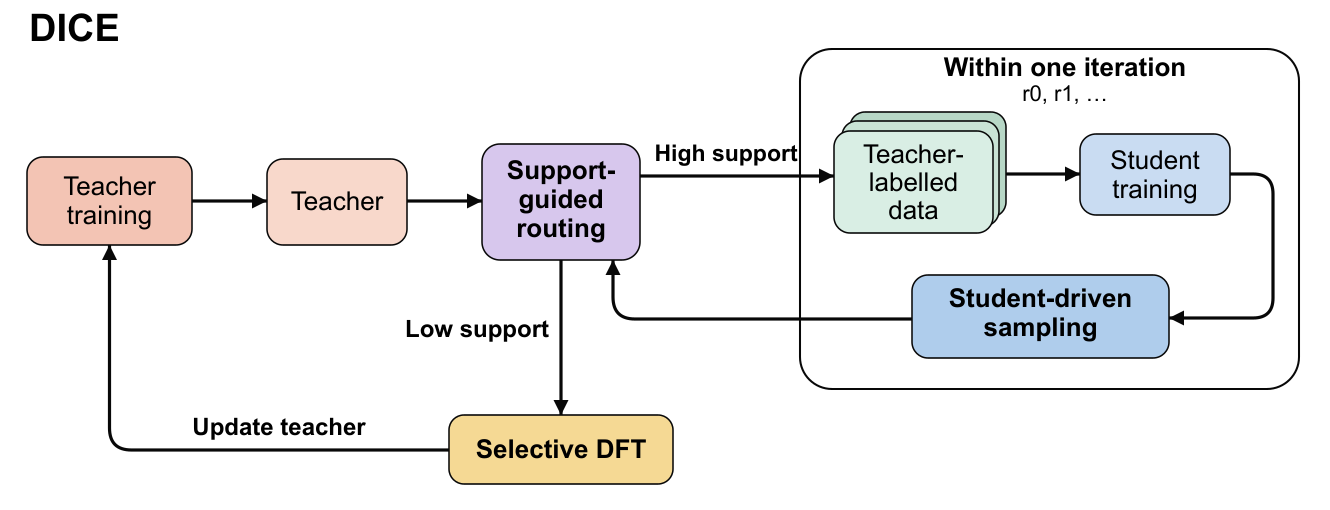 DICE
Within one iteration
r0, r1, …
Teacher
training
Teacher
Support-
guided
routing
High support
Teacher-
labelled
data
Student
training
Student-driven
sampling
Low support
Update teacher
Selective DFT